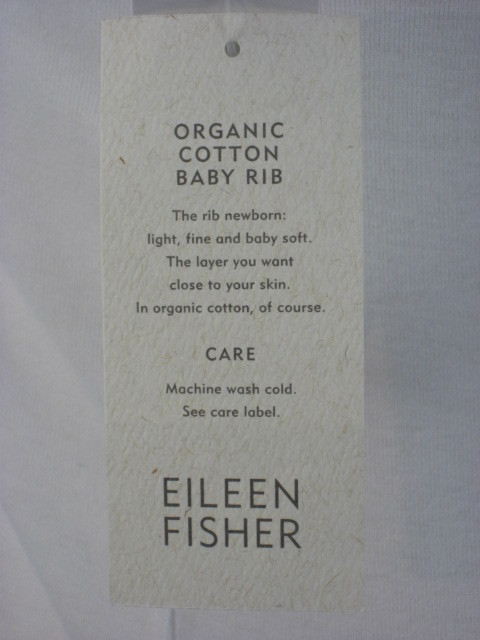 ORGANIC
COTTON
BABY RIB
The rib newborn:
light, fine and baby soft.
The layer you want
close to your skin.
In organic cotton, of course.
CARE
Machine wash cold.
See care label.
EILEEN
FISHER